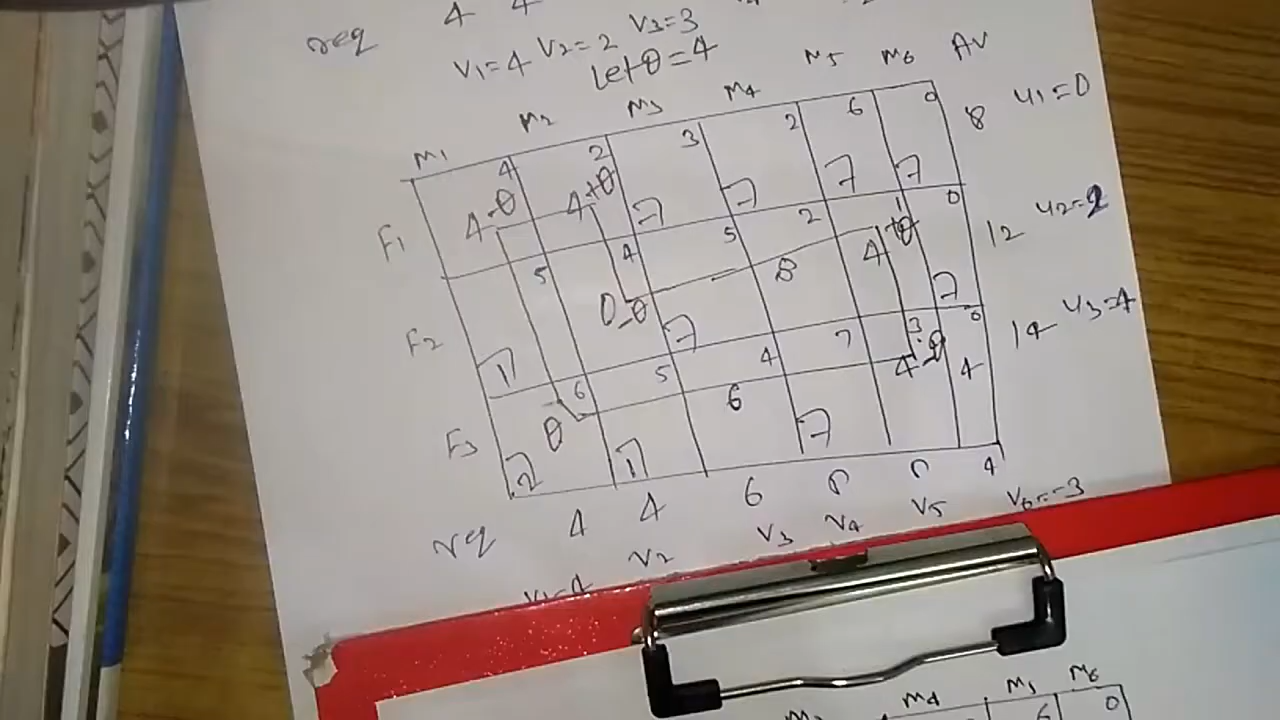 req 4 4
V1=4 V2=2 V3=3
Let θ=4
M1 M2 M3 M4 M5 M6 AV
4 2 3 2 6 0
F1 4-θ 4+θ 7 7 7 7 8 U1=0
5 4 5 2 1 0
F2 7 0-θ 7 8 4+θ 7 12 U2=2
6 5 4 7 3 0
F3 θ 2 7 6 7 4-θ 4 14 U3=4
req 4 4 6 8 8 4
V1=4 V2 V3 V4 V5 V6=-3
M4 M5 M6
6 0